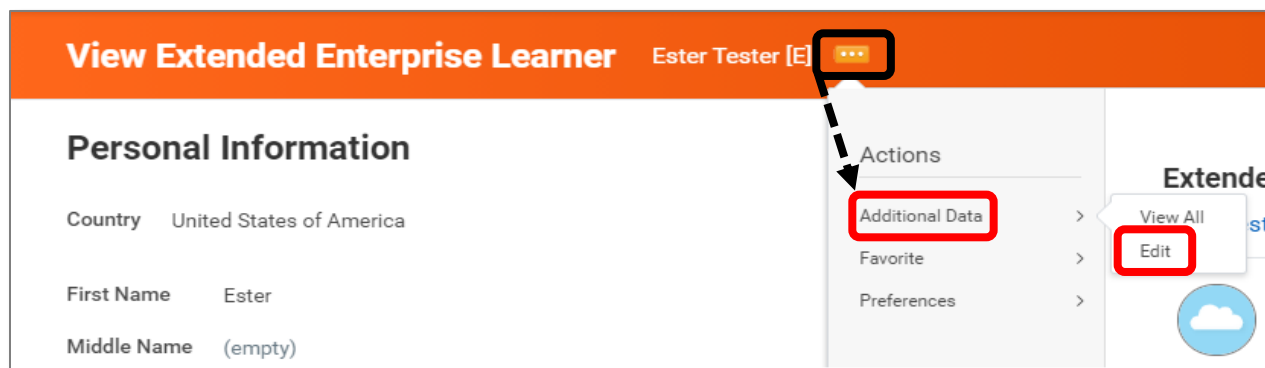 View Extended Enterprise Learner Ester Tester [E]
Personal Information
Country United States of America
First Name Ester
Middle Name (empty)
Actions
Additional Data
Favorite
Preferences
View All
Edit